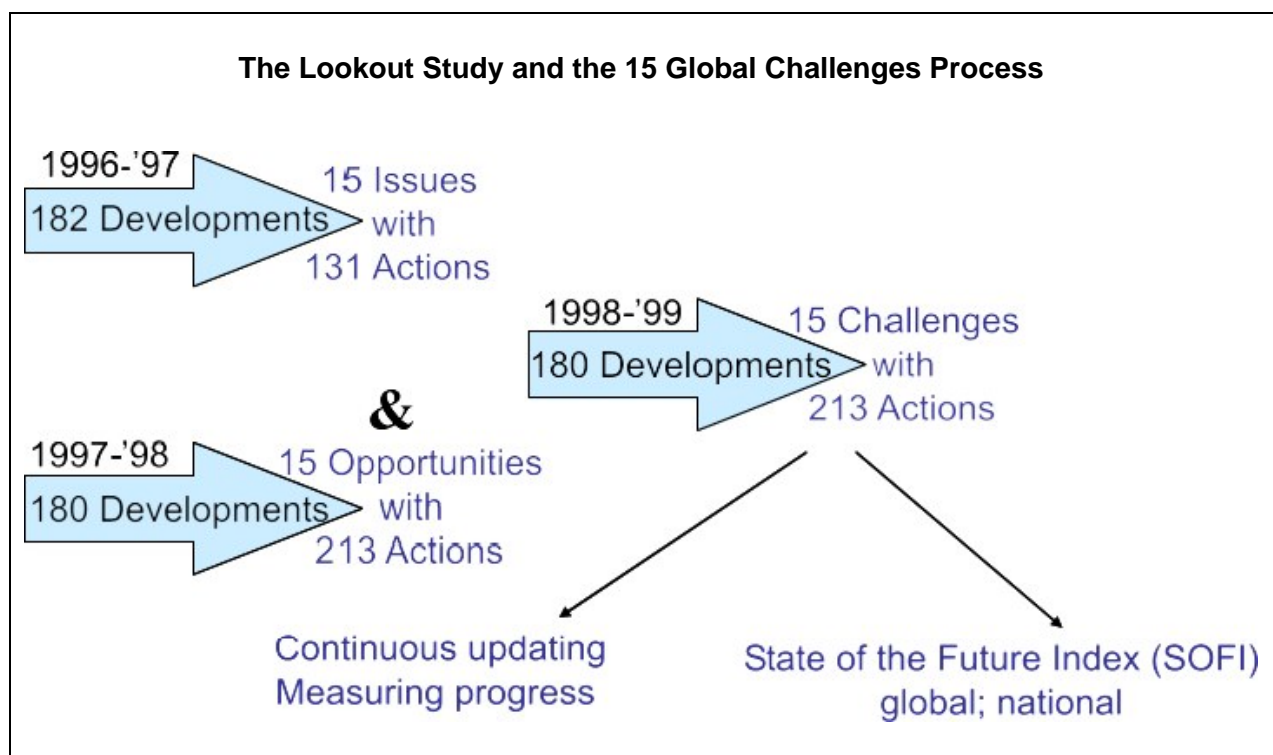 The Lookout Study and the 15 Global Challenges Process
1996-'97
182 Developments
15 Issues
with
131 Actions
&
1997-'98
180 Developments
15 Opportunities
with
213 Actions
1998-'99
180 Developments
15 Challenges
with
213 Actions
Continuous updating
Measuring progress
State of the Future Index (SOFI)
global; national